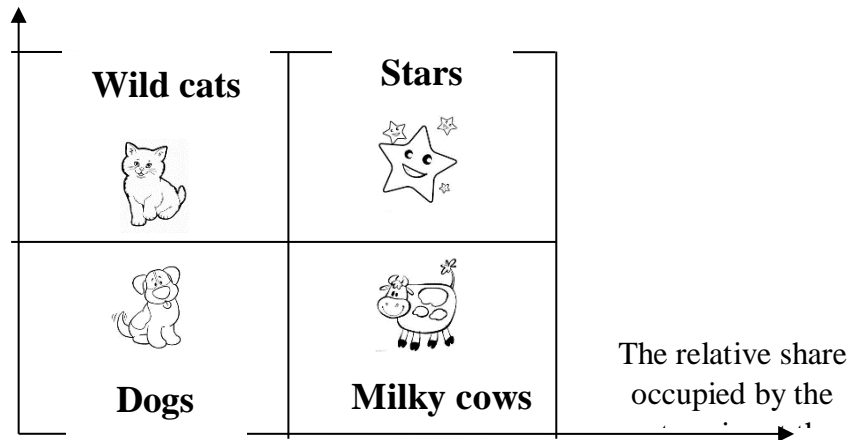 Wild cats
Stars
Dogs
Milky cows
The relative share
occupied by the